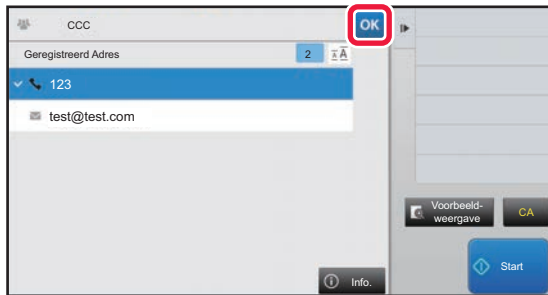 CCC
OK
Geregistreerd Adres
2
A A
123
test@test.com
Voorbeeld-
weergave
CA
Start
Info.